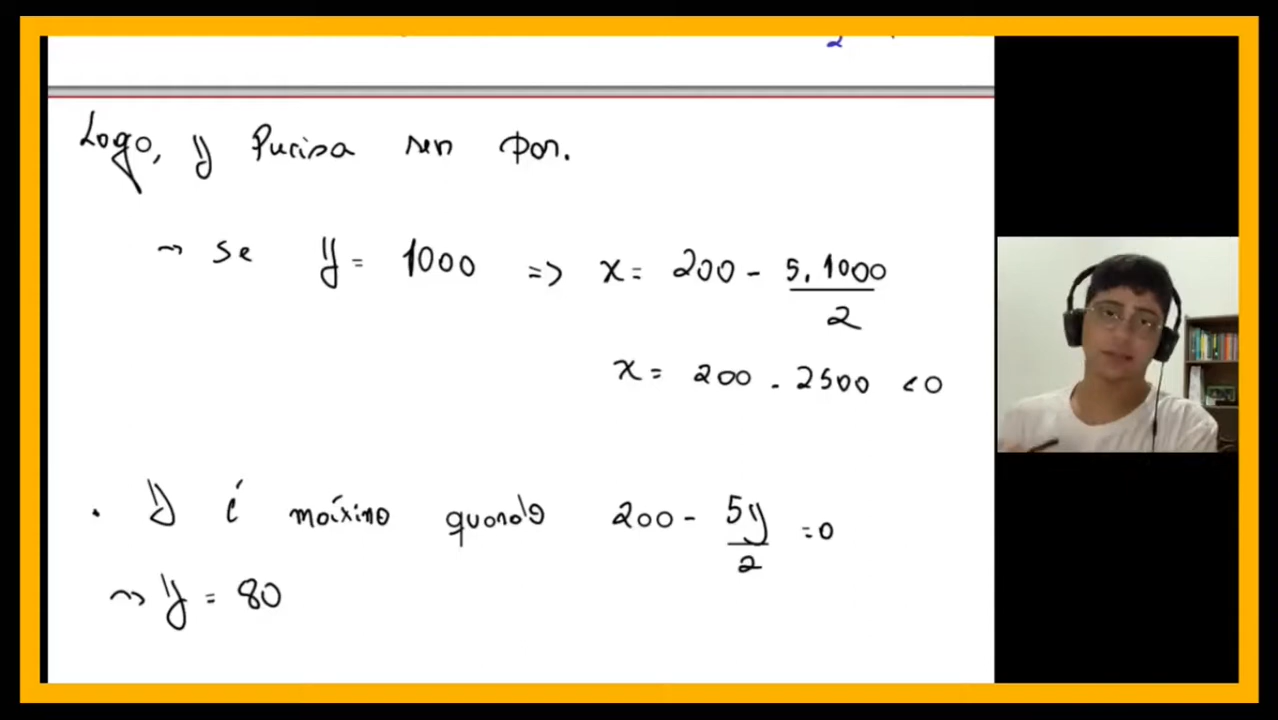 Logo, y Precisa ser par.
~> se y = 1000 => x = 200 - 5.1000/2
x = 200 - 2500 <0
. y é máximo quando 200 - 5y/2 =0
~> y = 80